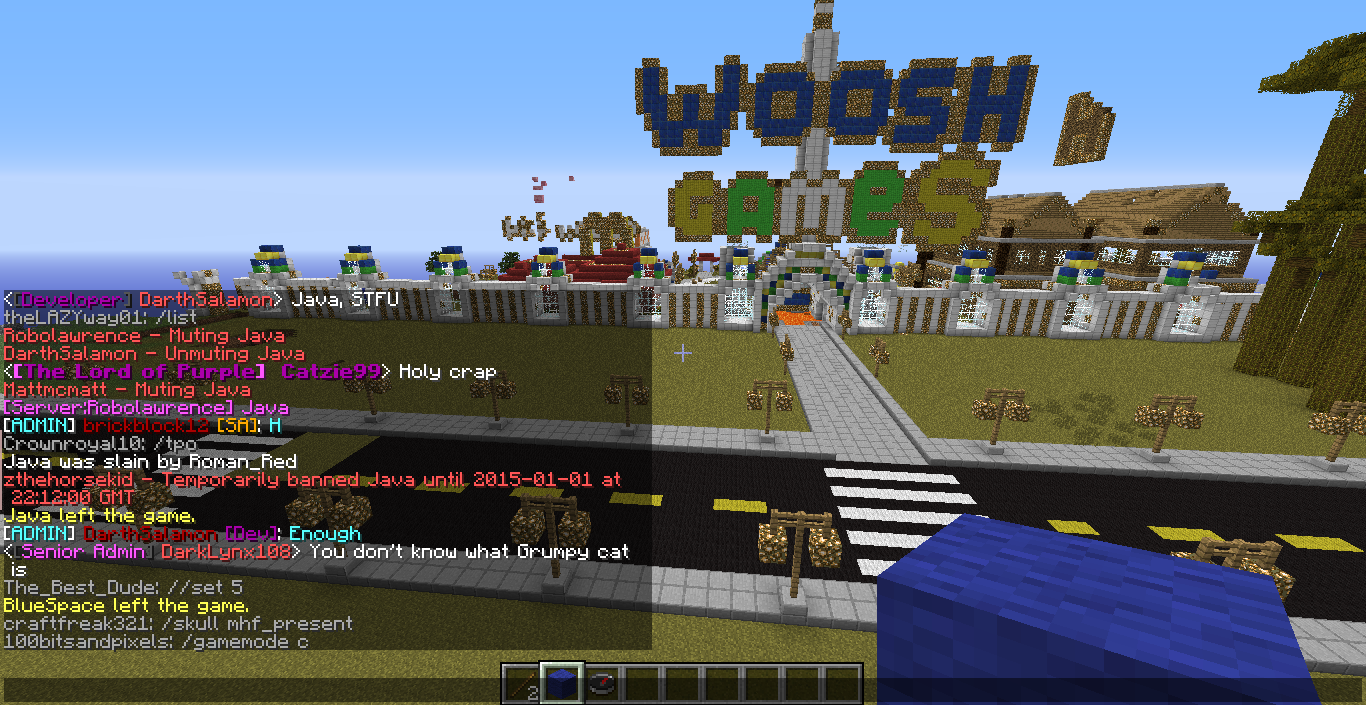 WOOSH
GAmeS
<[Developer] DarthSalamon> Java, STFU
theLAZYway01: /list
Robolawrence - Muting Java
DarthSalamon - Unmuting Java
<[The Lord of Purple] Catzie99> Holy crap
Mattmcmatt - Muting Java
[Server:Robolawrence] Java
[ADMIN] brickblock12 [SA]: H
Crownroyal10: /tpo
Java was slain by Roman_Red
zthehorsekid - Temporarily banned Java until 2015-01-01 at
22:12:00 GMT
Java left the game.
[ADMIN] DarthSalamon [Dev]: Enough
<[Senior Admin] DarkLynx108> You don't know what Grumpy cat
is
The_Best_Dude: //set 5
BlueSpace left the game.
craftfreak321: /skull mhf_present
100bitsandpixels: /gamemode c
2